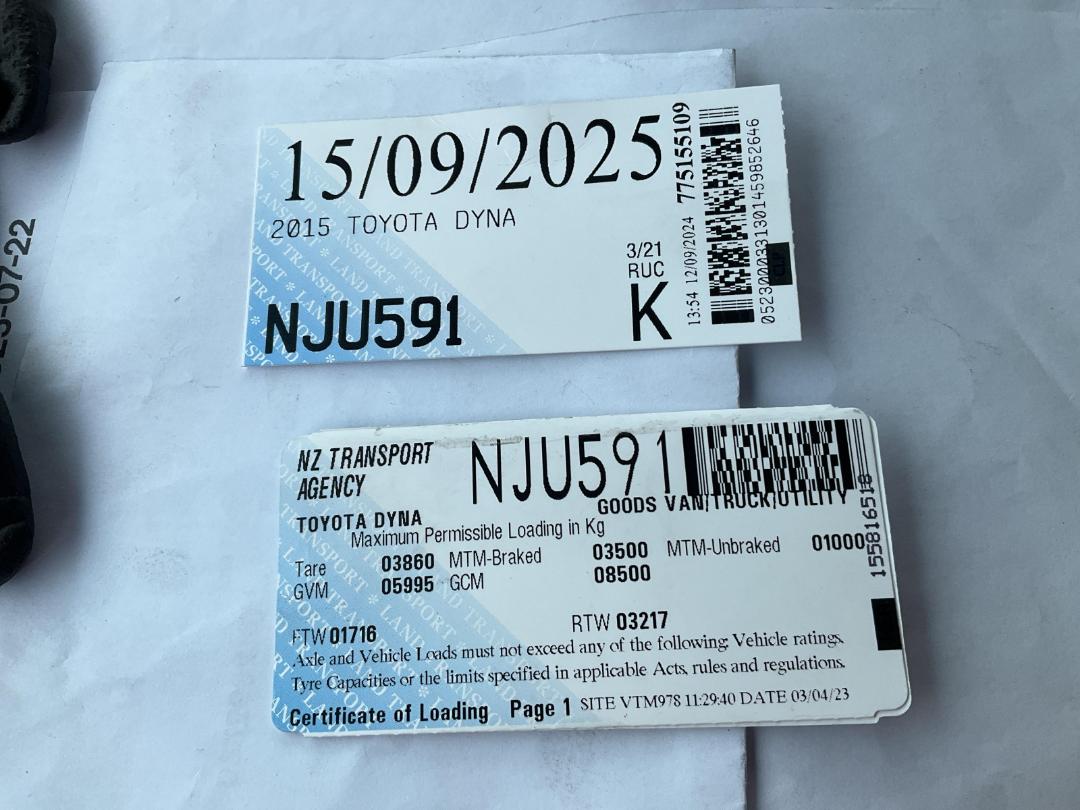 15/09/2025
2015 TOYOTA DYNA
3/21
RUC
NJU591
K
13:54 12/09/2024 775155109
CLP
NZ TRANSPORT
AGENCY
NJU591
GOODS VAN/TRUCK/UTILITY
TOYOTA DYNA
Maximum Permissible Loading in Kg
Tare 03860 MTM-Braked 03500 MTM-Unbraked 01000
GVM 05995 GCM 08500
155816518
FTW 01716 RTW 03217
Axle and Vehicle Loads must not exceed any of the following; Vehicle ratings.
Tyre Capacities or the limits specified in applicable Acts, rules and regulations.
Certificate of Loading Page 1 SITE VTM978 11:29:40 DATE 03/04/23